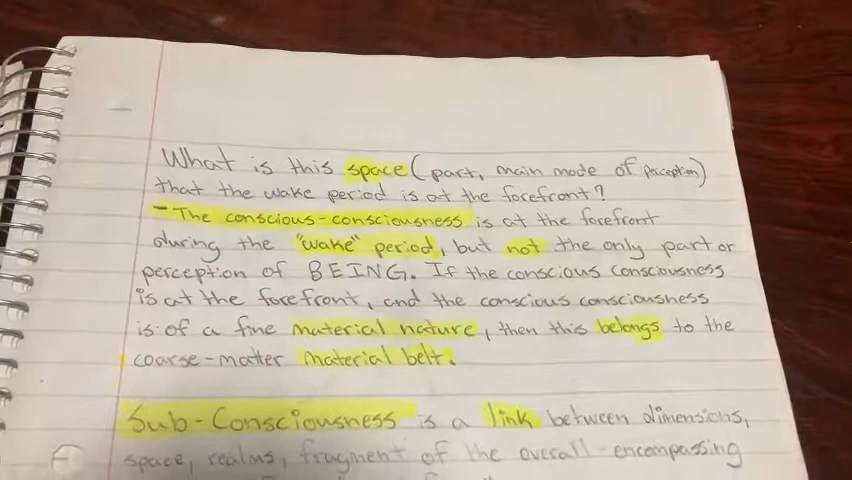 What is this space (part, main mode of perception)
that the wake period is at the forefront?
- The conscious-consciousness is at the forefront
during the "wake" period, but not the only part or
perception of BEING. If the conscious consciousness
is at the forefront, and the conscious consciousness
is of a fine material nature, then this belongs to the
coarse-matter material belt.
Sub-Consciousness is a link between dimensions,
space, realms, fragment of the overall-encompassing